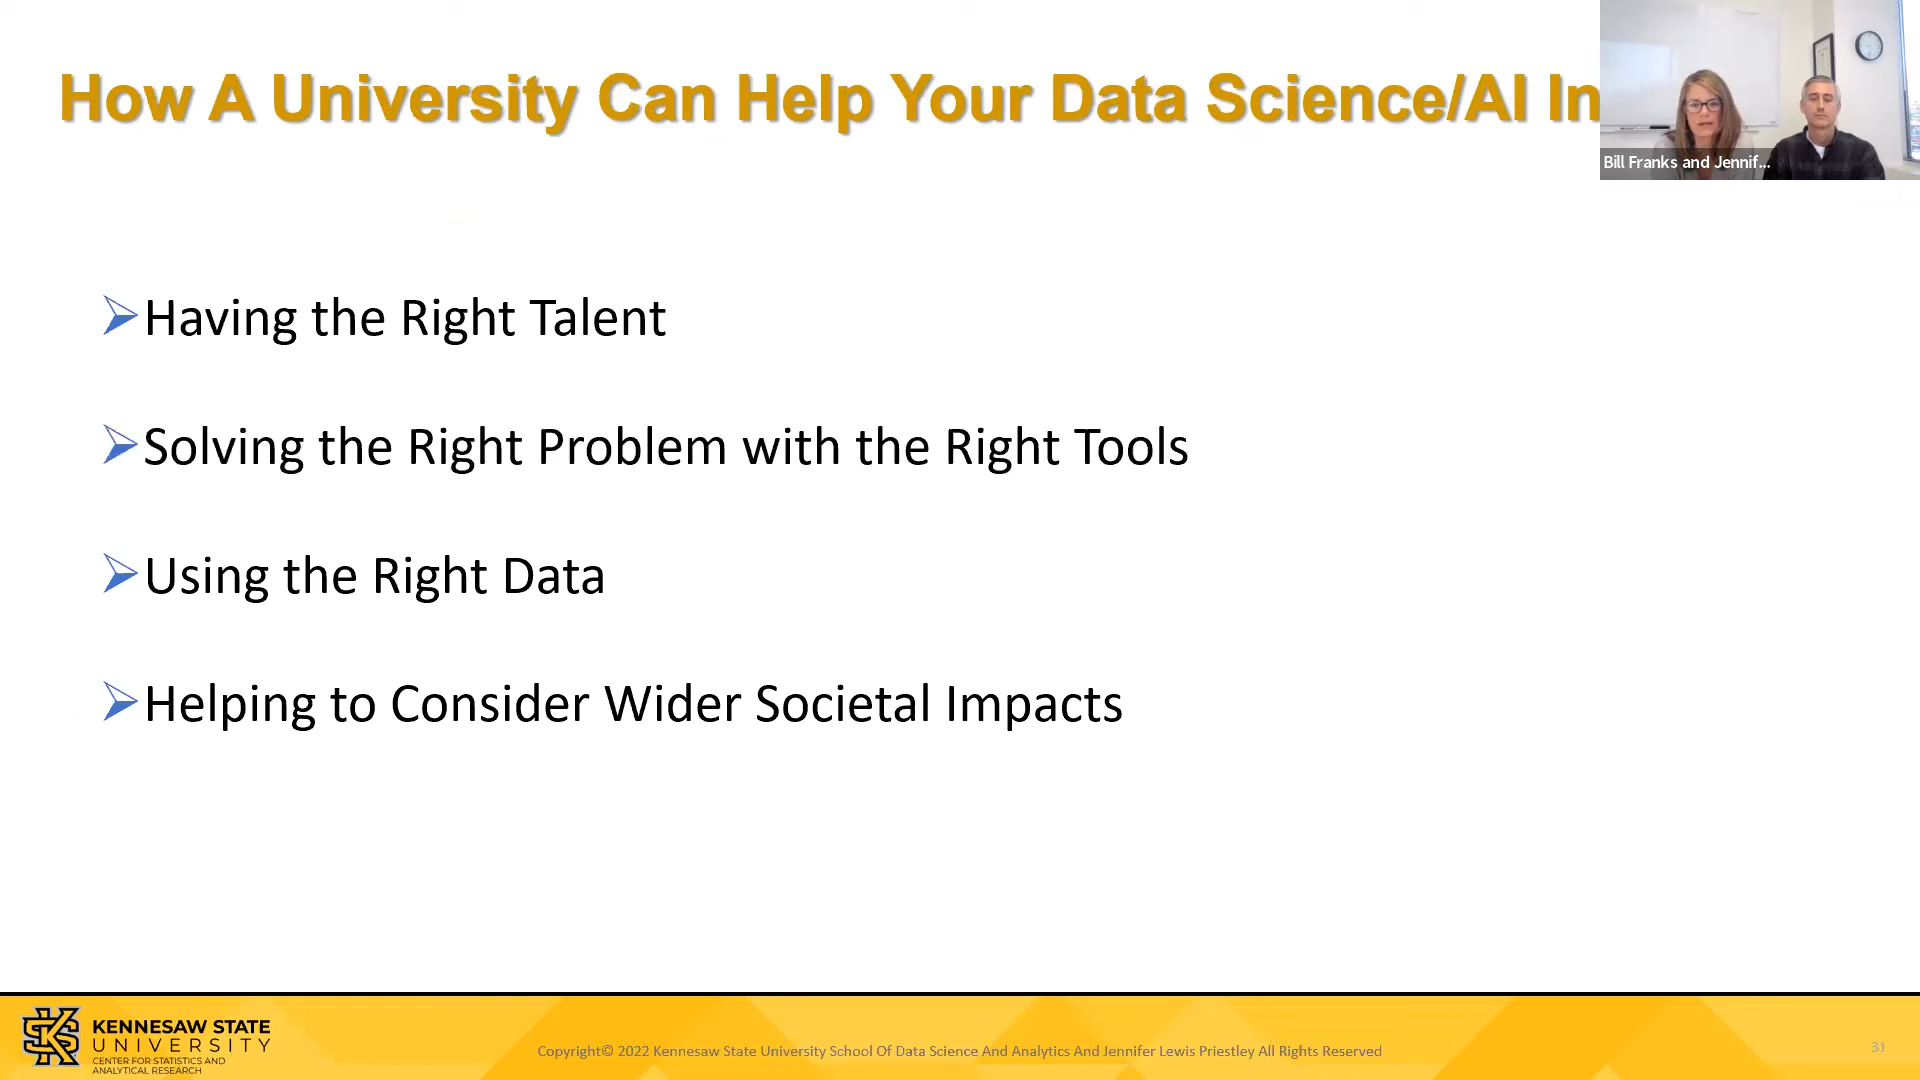 How A University Can Help Your Data Science/AI In
Bill Franks and Jennif...
Having the Right Talent
Solving the Right Problem with the Right Tools
Using the Right Data
Helping to Consider Wider Societal Impacts
KENNESAW STATE
UNIVERSITY
CENTER FOR STATISTICS AND
ANALYTICAL RESEARCH
Copyright© 2022 Kennesaw State University School Of Data Science And Analytics And Jennifer Lewis Priestley All Rights Reserved